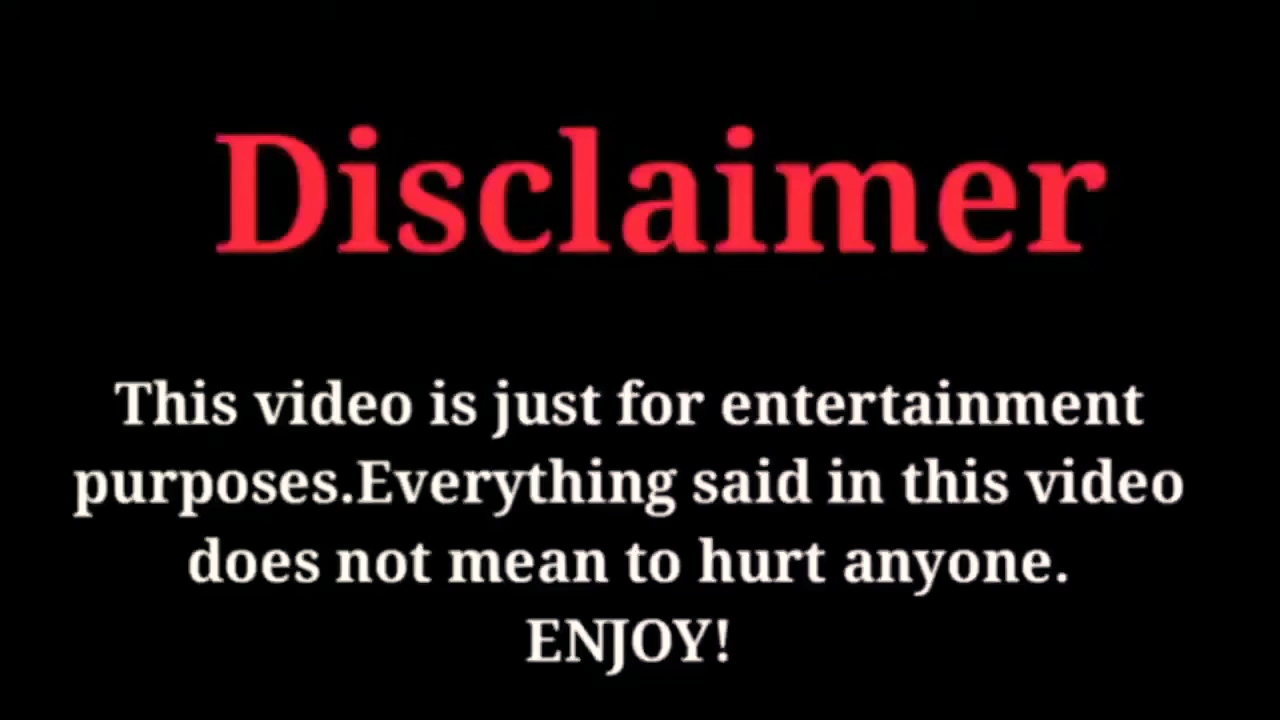 Disclaimer
This video is just for entertainment
purposes.Everything said in this video
does not mean to hurt anyone.
ENJOY!